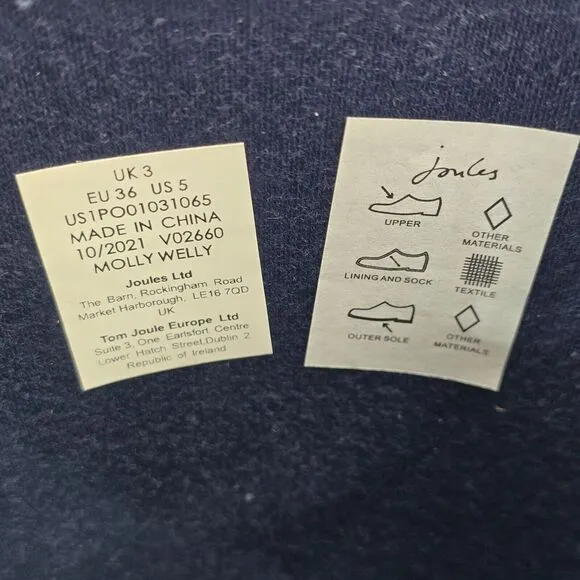 UK 3
EU 36 US 5
US1PO01031065
MADE IN CHINA
10/2021 V02660
MOLLY WELLY
Joules Ltd
The Barn, Rockingham Road
Market Harborough, LE16 7QD
UK
Tom Joule Europe Ltd
Suite 3, One Earlsfort Centre
Lower Hatch Street,Dublin 2
Republic of Ireland
Joules
UPPER
OTHER
MATERIALS
LINING AND SOCK
TEXTILE
OUTER SOLE
OTHER
MATERIALS